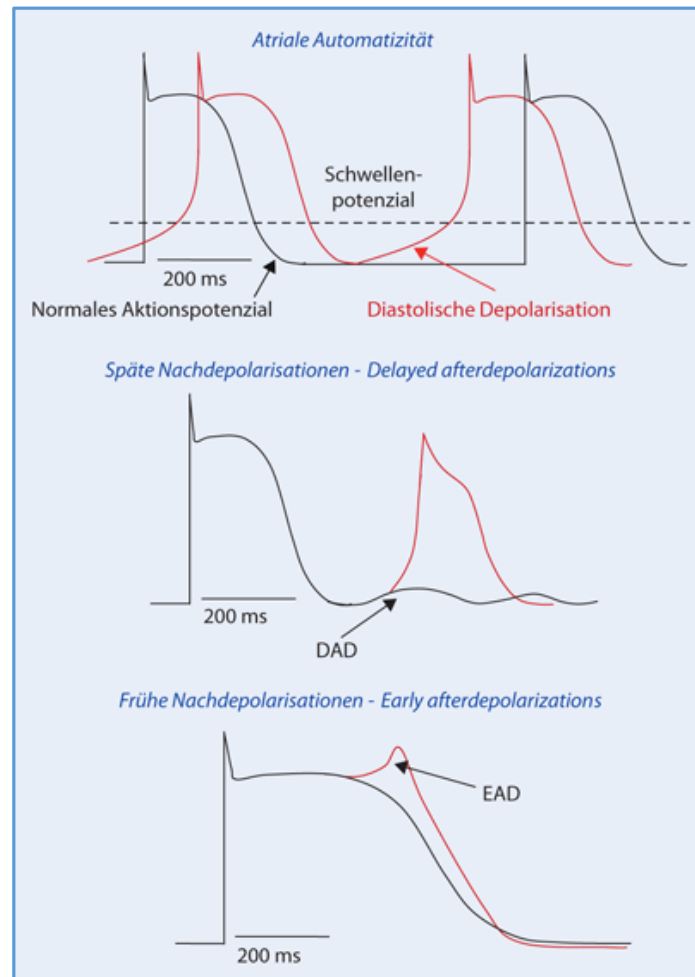 Atriale Automatizität
Schwellen-
potenzial
200 ms
Normales Aktionspotenzial
Diastolische Depolarisation
Späte Nachdepolarisationen - Delayed afterdepolarizations
200 ms
DAD
Frühe Nachdepolarisationen - Early afterdepolarizations
EAD
200 ms